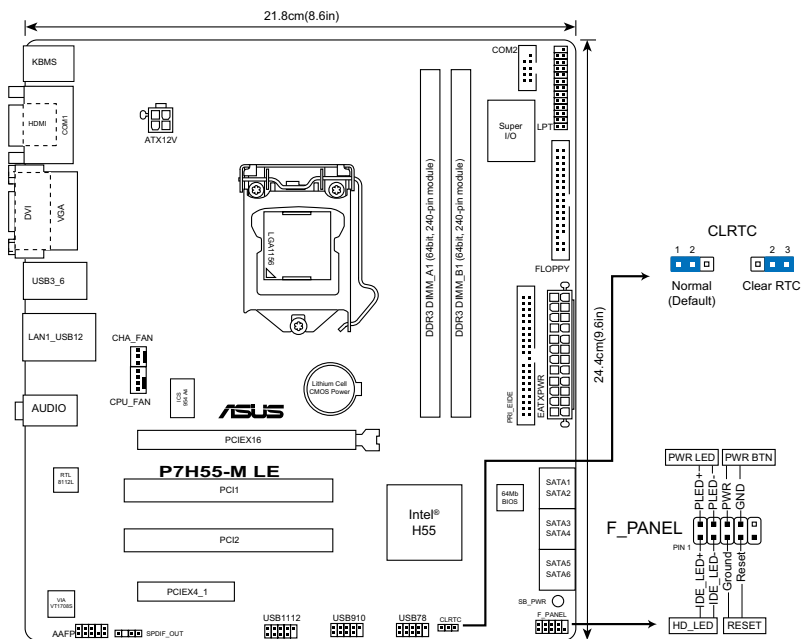 21.8cm(8.6in)
KBMS
COM2
HDMI
COM1
ATX12V
Super
I/O
LPT
DVI
VGA
LGA1156
DDR3 DIMM_A1 (64bit, 240-pin module)
DDR3 DIMM_B1 (64bit, 240-pin module)
FLOPPY
CLRTC
1 2
2 3
Normal
(Default)
Clear RTC
USB3_6
LAN1_USB12
CHA_FAN
CPU_FAN
AUDIO
ICS
954 A4
ASUS
Lithium Cell
CMOS Power
PRI_EIDE
EATXPWR
24.4cm(9.6in)
PCIEX16
P7H55-M LE
RTL
8112L
PCI1
PCI2
Intel®
H55
64Mb
BIOS
SATA1
SATA2
SATA3
SATA4
SATA5
SATA6
PWR LED
PWR BTN
PLED+
PLED-
PWR
GND
F_PANEL
PIN 1
IDE_LED+
IDE_LED-
Ground
Reset
HD_LED
RESET
PCIEX4_1
VIA
VT1708S
AAFP
SPDIF_OUT
USB1112
USB910
USB78
CLRTC
SB_PWR
F_PANEL